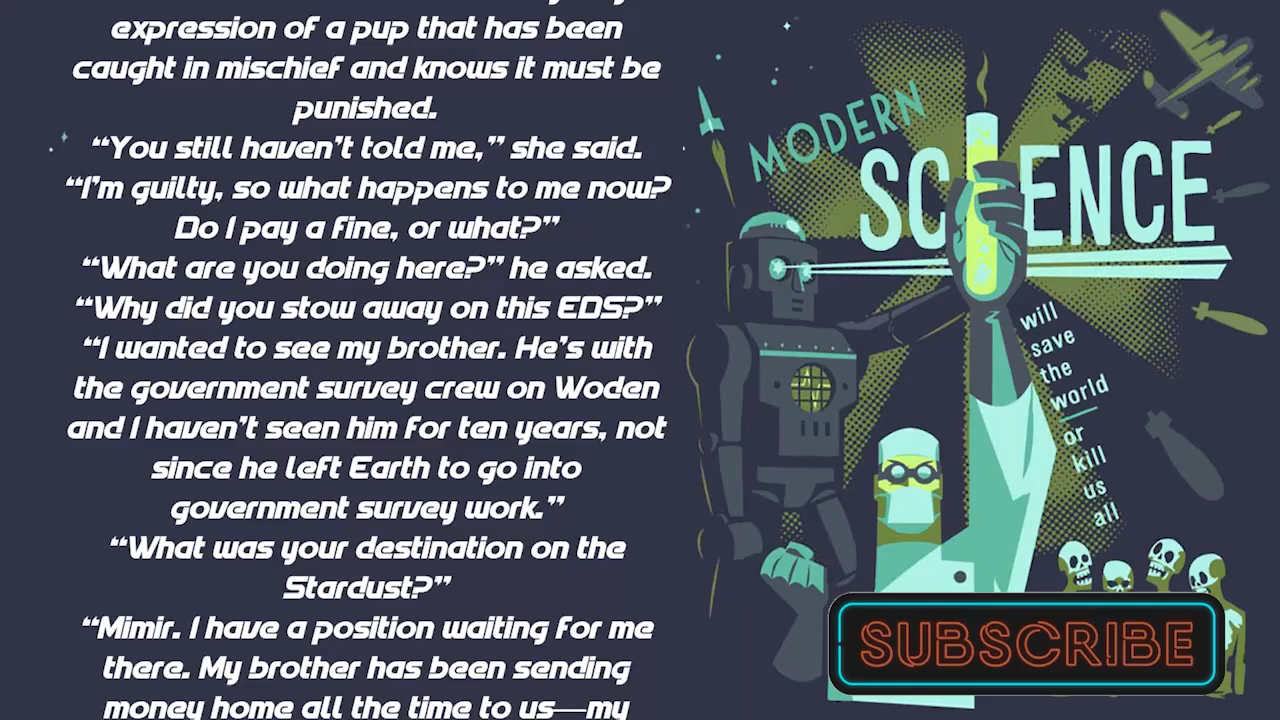 expression of a pup that has been
caught in mischief and knows it must be
punished.
“You still haven’t told me,” she said.
“I’m guilty, so what happens to me now?
Do I pay a fine, or what?”
“What are you doing here?” he asked.
“Why did you stow away on this EDS?”
“I wanted to see my brother. He’s with
the government survey crew on Woden
and I haven’t seen him for ten years, not
since he left Earth to go into
government survey work.”
“What was your destination on the
Stardust?”
“Mimir. I have a position waiting for me
there. My brother has been sending
money home all the time to us—my
MODERN
SCIENCE
will
save
the
world
or
kill
us
all
SUBSCRIBE